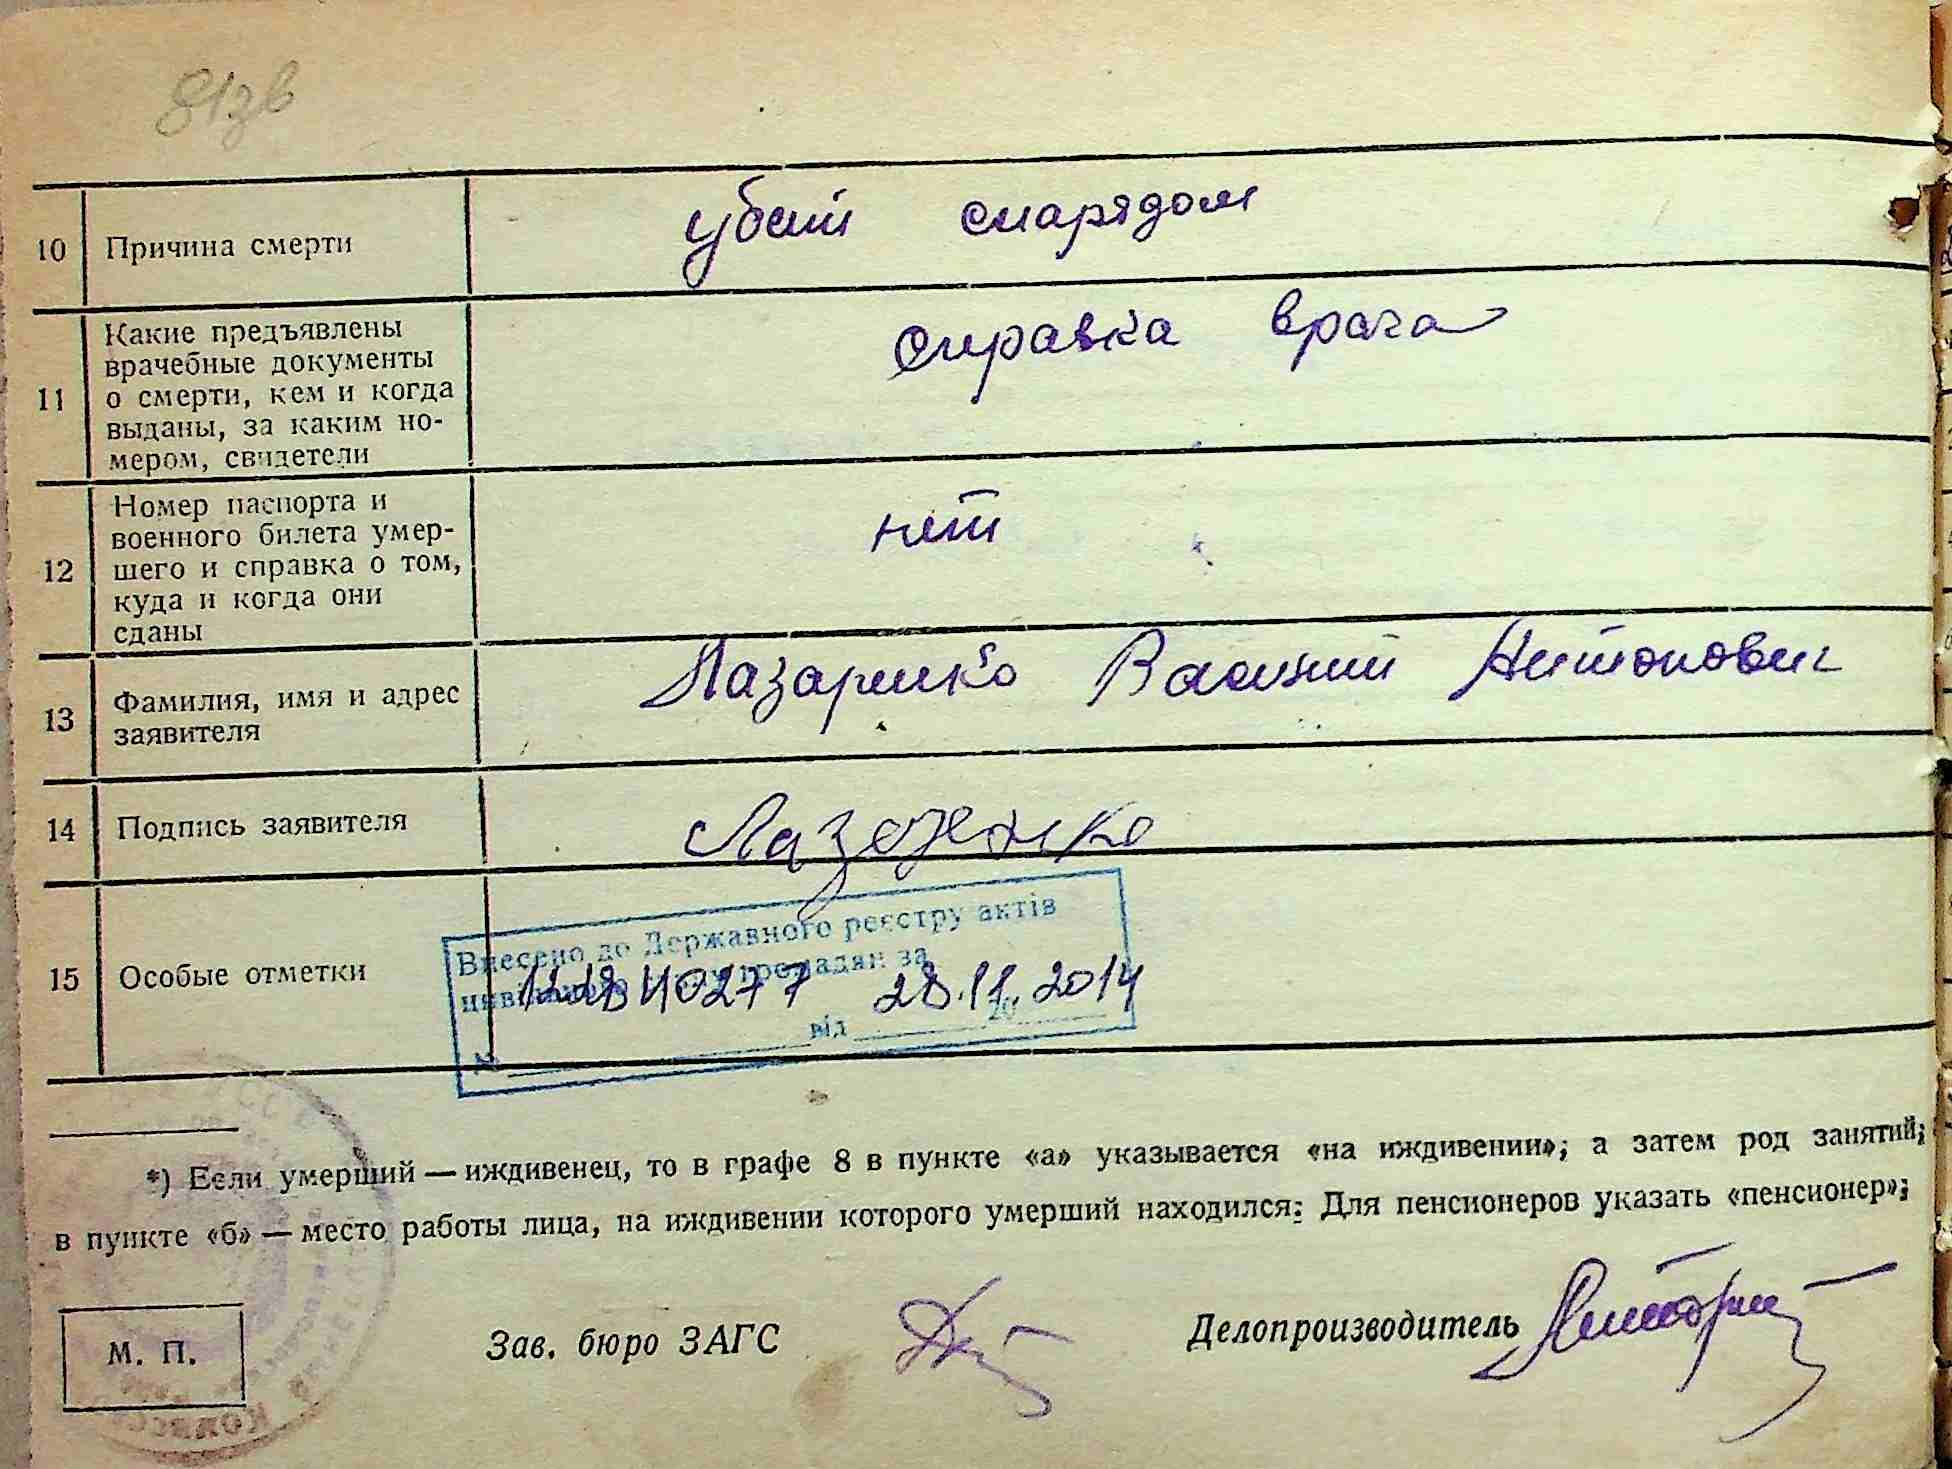 81зв
10 Причина смерти убит снарядом
11 Какие предъявлены
врачебные документы
о смерти, кем и когда
выданы, за каким но-
мером, свидетели
справка врача
12 Номер паспорта и
военного билета умер-
шего и справка о том,
куда и когда они
сданы
нет
13 Фамилия, имя и адрес
заявителя
Лазаренко Василий Антонович
14 Подпись заявителя Лазаренко
15 Особые отметки
Внесено до Державного реєстру актів
громадян за
40277 28.11.2014
№ від 20
*) Если умерший — иждивенец, то в графе 8 в пункте «а» указывается «на иждивении»; а затем род занятий;
в пункте «б» — место работы лица, на иждивении которого умерший находился: Для пенсионеров указать «пенсионер»;
М. П. Зав. бюро ЗАГС Делопроизводитель